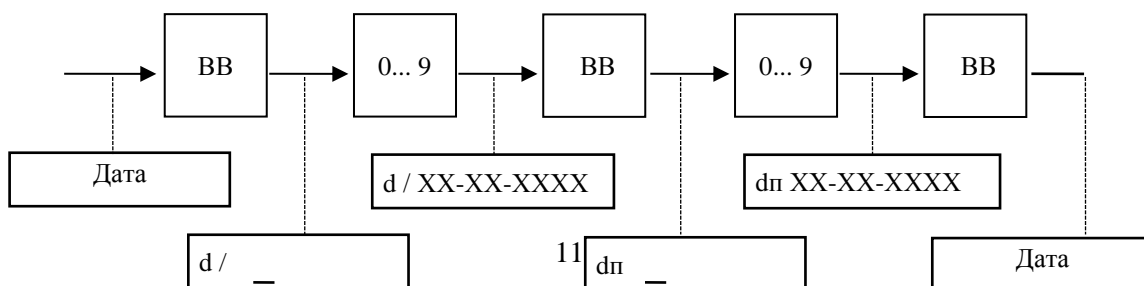 ВВ 0... 9 ВВ 0... 9 ВВ
Дата d / XX-XX-XXXX dп XX-XX-XXXX
d / _ 11 dп _ Дата